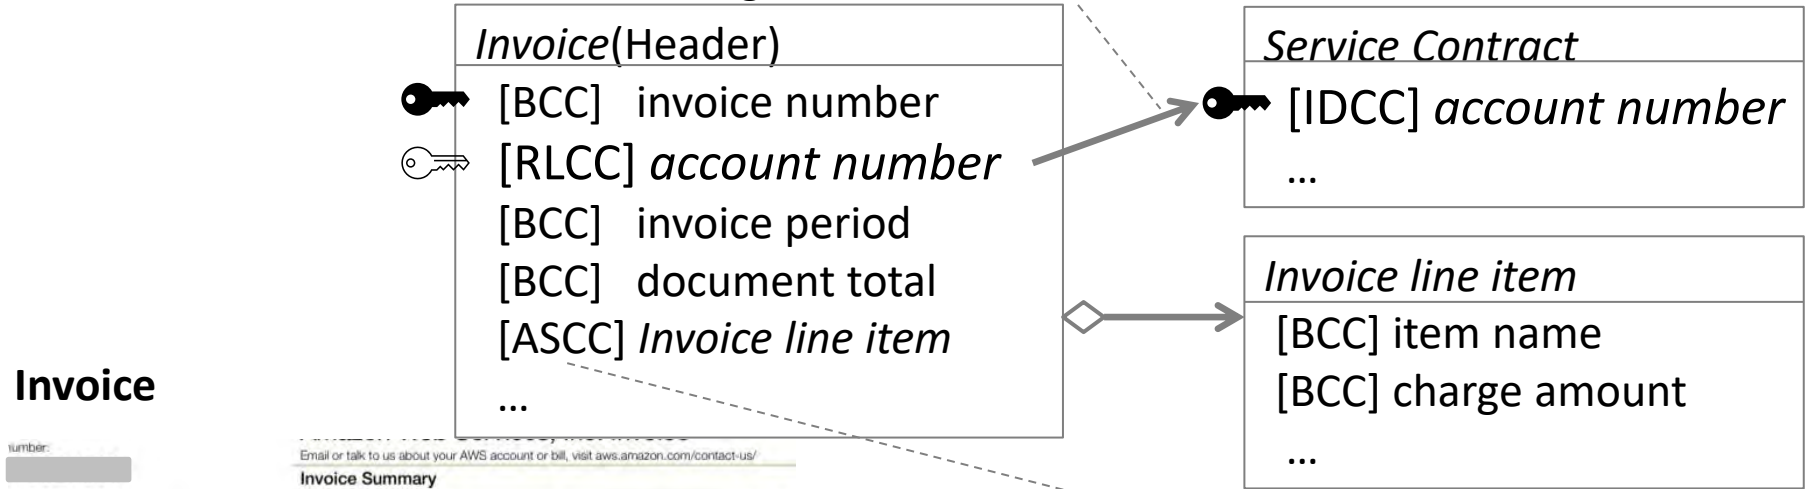 Invoice(Header)
[BCC] invoice number
[RLCC] account number
[BCC] invoice period
[BCC] document total
[ASCC] Invoice line item
...
Service Contract
[IDCC] account number
...
Invoice line item
[BCC] item name
[BCC] charge amount
...
Invoice
number:
Email or talk to us about your AWS account or bill, visit aws.amazon.com/contact-us/
Invoice Summary